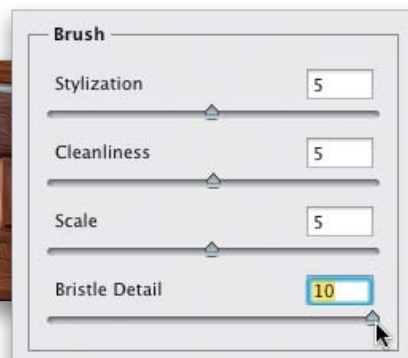 Brush
Stylization 5
Cleanliness 5
Scale 5
Bristle Detail 10